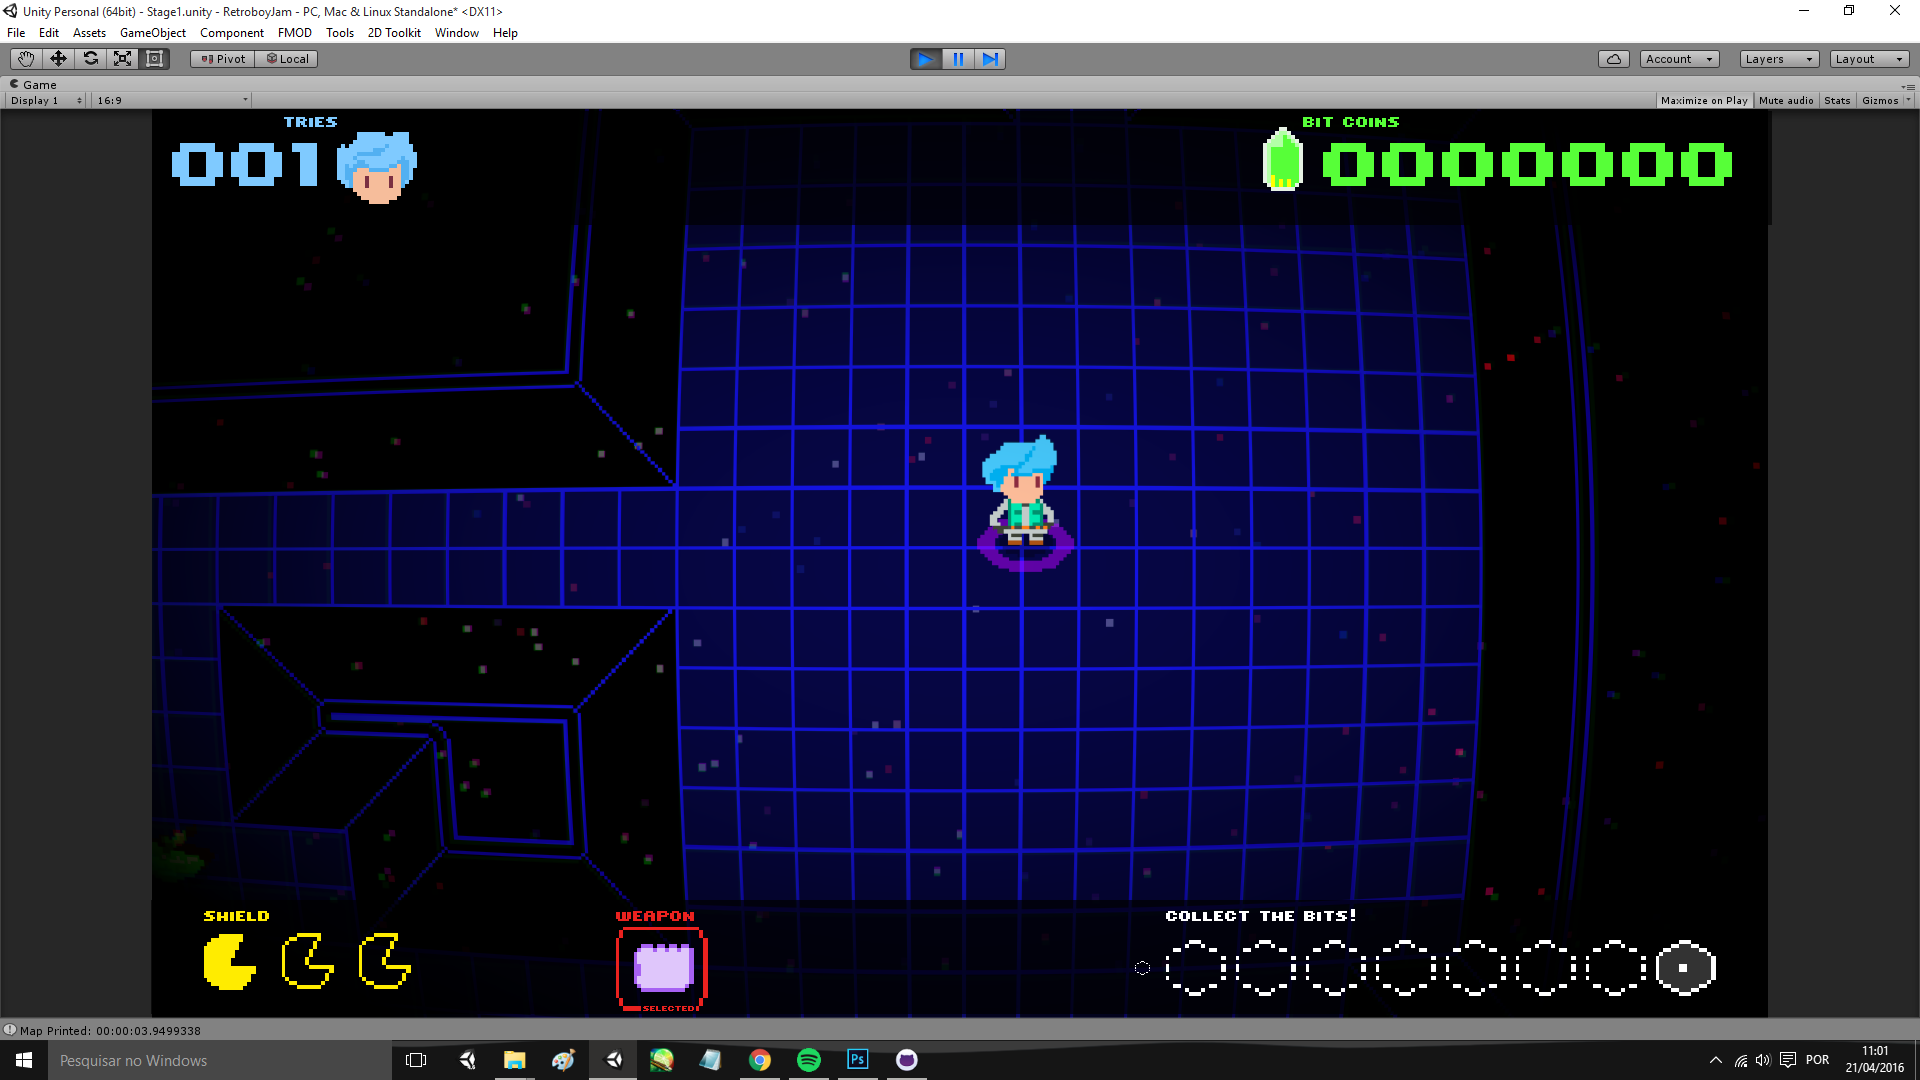 Unity Personal (64bit) - Stage1.unity - RetroboyJam - PC, Mac & Linux Standalone* <DX11>
File Edit Assets GameObject Component FMOD Tools 2D Toolkit Window Help
Pivot Local Account Layers Layout
Game
Display 1 16:9 Maximize on Play Mute audio Stats Gizmos
TRIES
001
BIT COINS
0000000
SHIELD
WEAPON
SELECTED!
COLLECT THE BITS!
Map Printed: 00:00:03.9499338
Pesquisar no Windows
Ps
POR
11:01
21/04/2016